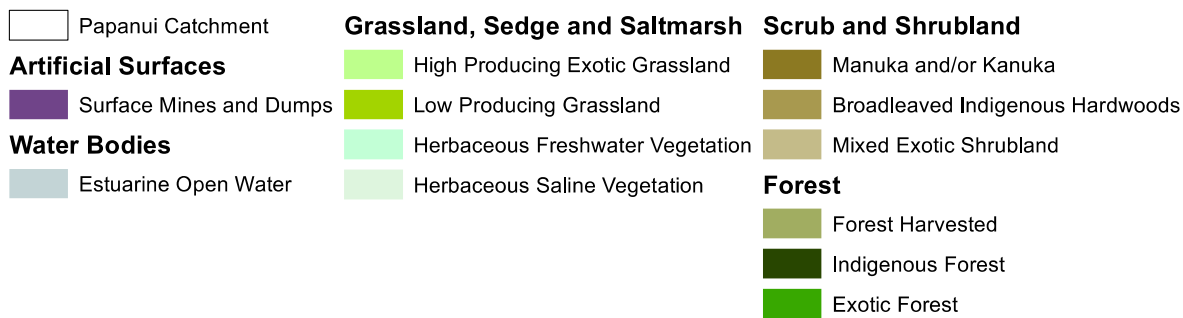 Papanui Catchment
Artificial Surfaces
Surface Mines and Dumps
Water Bodies
Estuarine Open Water
Grassland, Sedge and Saltmarsh
High Producing Exotic Grassland
Low Producing Grassland
Herbaceous Freshwater Vegetation
Herbaceous Saline Vegetation
Scrub and Shrubland
Manuka and/or Kanuka
Broadleaved Indigenous Hardwoods
Mixed Exotic Shrubland
Forest
Forest Harvested
Indigenous Forest
Exotic Forest